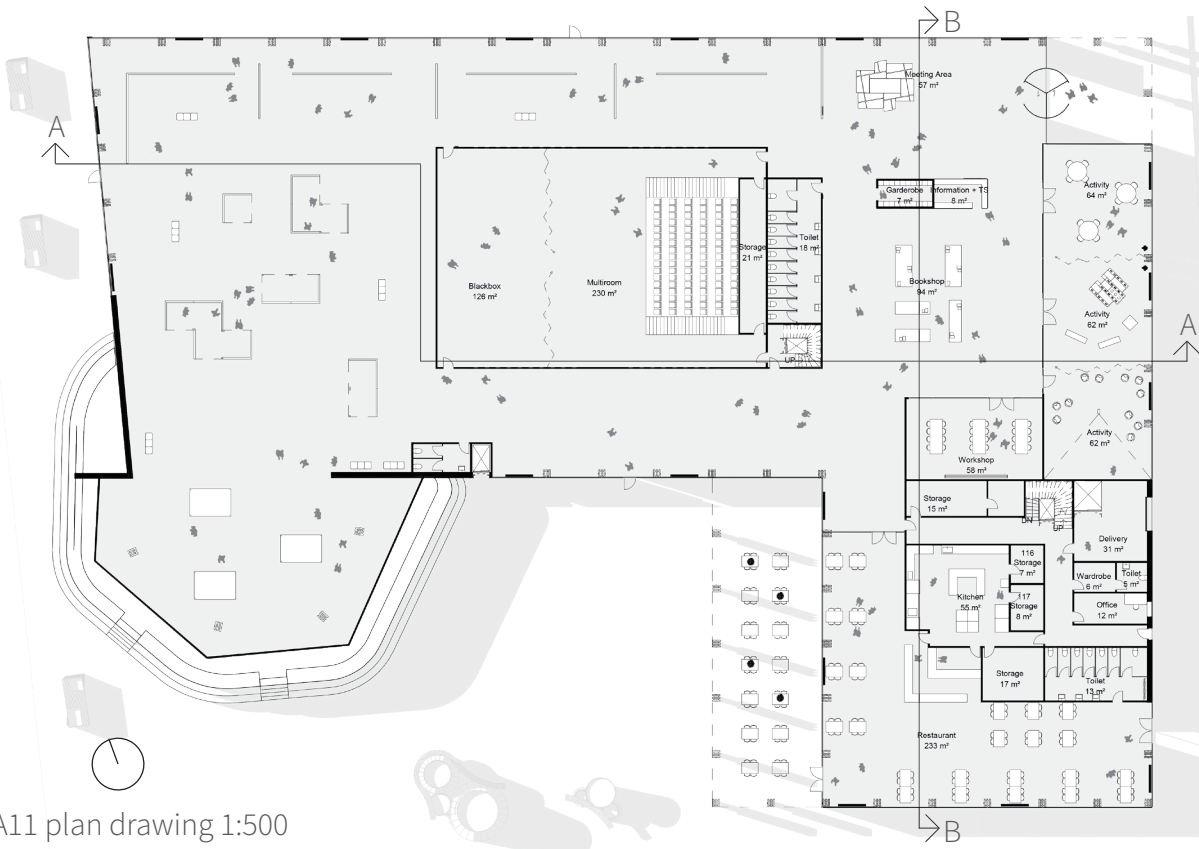 B
Meeting Area
57 m²
A
Garderobe
7 m²
Information + TS
8 m²
Activity
64 m²
Toilet
18 m²
Storage
21 m²
Blackbox
126 m²
Multiroom
230 m²
Bookshop
94 m²
Activity
62 m²
A
UP
Activity
62 m²
Workshop
58 m²
Storage
15 m²
DN
UP
Delivery
31 m²
116
Storage
7 m²
Wardrobe
6 m²
Toilet
5 m²
Kitchen
55 m²
117
Storage
8 m²
Office
12 m²
Storage
17 m²
Toilet
13 m²
Restaurant
233 m²
A11 plan drawing 1:500
B